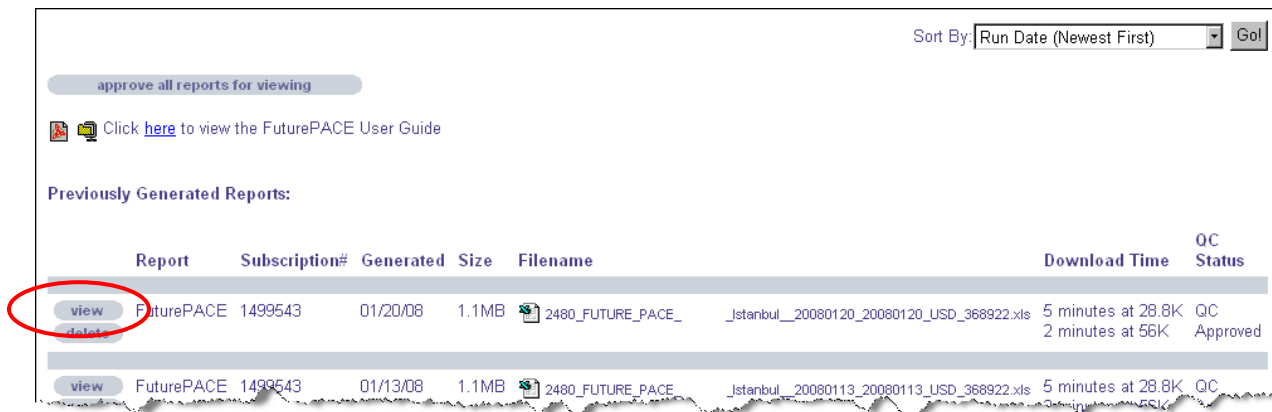 Sort By: Run Date (Newest First) Go!
approve all reports for viewing
Click here to view the FuturePACE User Guide
Previously Generated Reports:
Report Subscription# Generated Size Filename Download Time QC Status
view FuturePACE 1499543 01/20/08 1.1MB 2480_FUTURE_PACE_ _Istanbul__20080120_20080120_USD_368922.xls 5 minutes at 28.8K QC
delete 2 minutes at 56K Approved
view FuturePACE 1499543 01/13/08 1.1MB 2480_FUTURE_PACE_ _Istanbul__20080113_20080113_USD_368922.xls 5 minutes at 28.8K QC